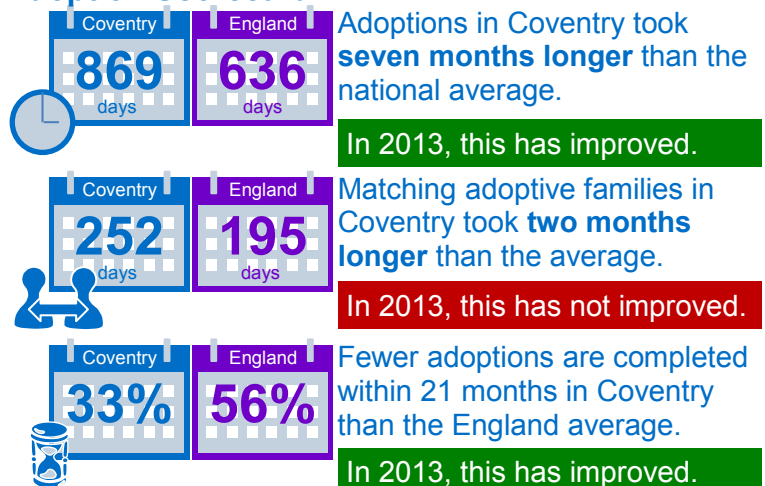 Coventry
England
869
636
days
days
Adoptions in Coventry took
seven months longer than the
national average.
In 2013, this has improved.
Coventry
England
252
195
days
days
Matching adoptive families in
Coventry took two months
longer than the average.
In 2013, this has not improved.
Coventry
England
33%
56%
Fewer adoptions are completed
within 21 months in Coventry
than the England average.
In 2013, this has improved.